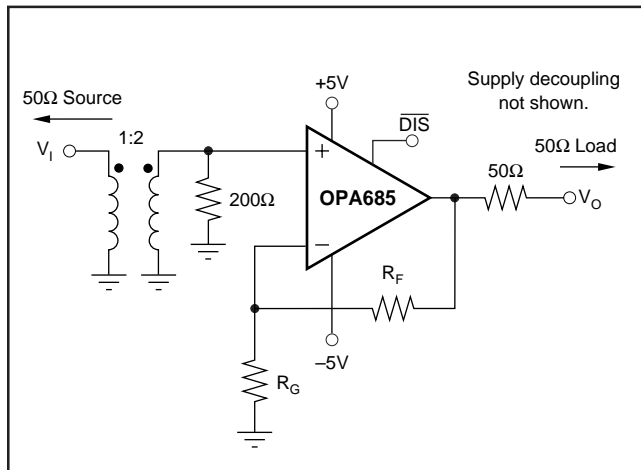 +5V
Supply decoupling
not shown.
50Ω Source
DIS
50Ω Load
1:2
V_I
+
50Ω
200Ω
OPA685
V_O
–
R_F
–5V
R_G